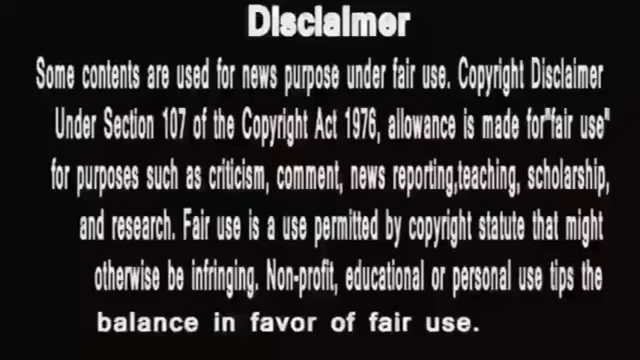 Disclaimer
Some contents are used for news purpose under fair use. Copyright Disclaimer
Under Section 107 of the Copyright Act 1976, allowance is made for"fair use"
for purposes such as criticism, comment, news reporting,teaching, scholarship,
and research. Fair use is a use permitted by copyright statute that might
otherwise be infringing. Non-profit, educational or personal use tips the
balance in favor of fair use.